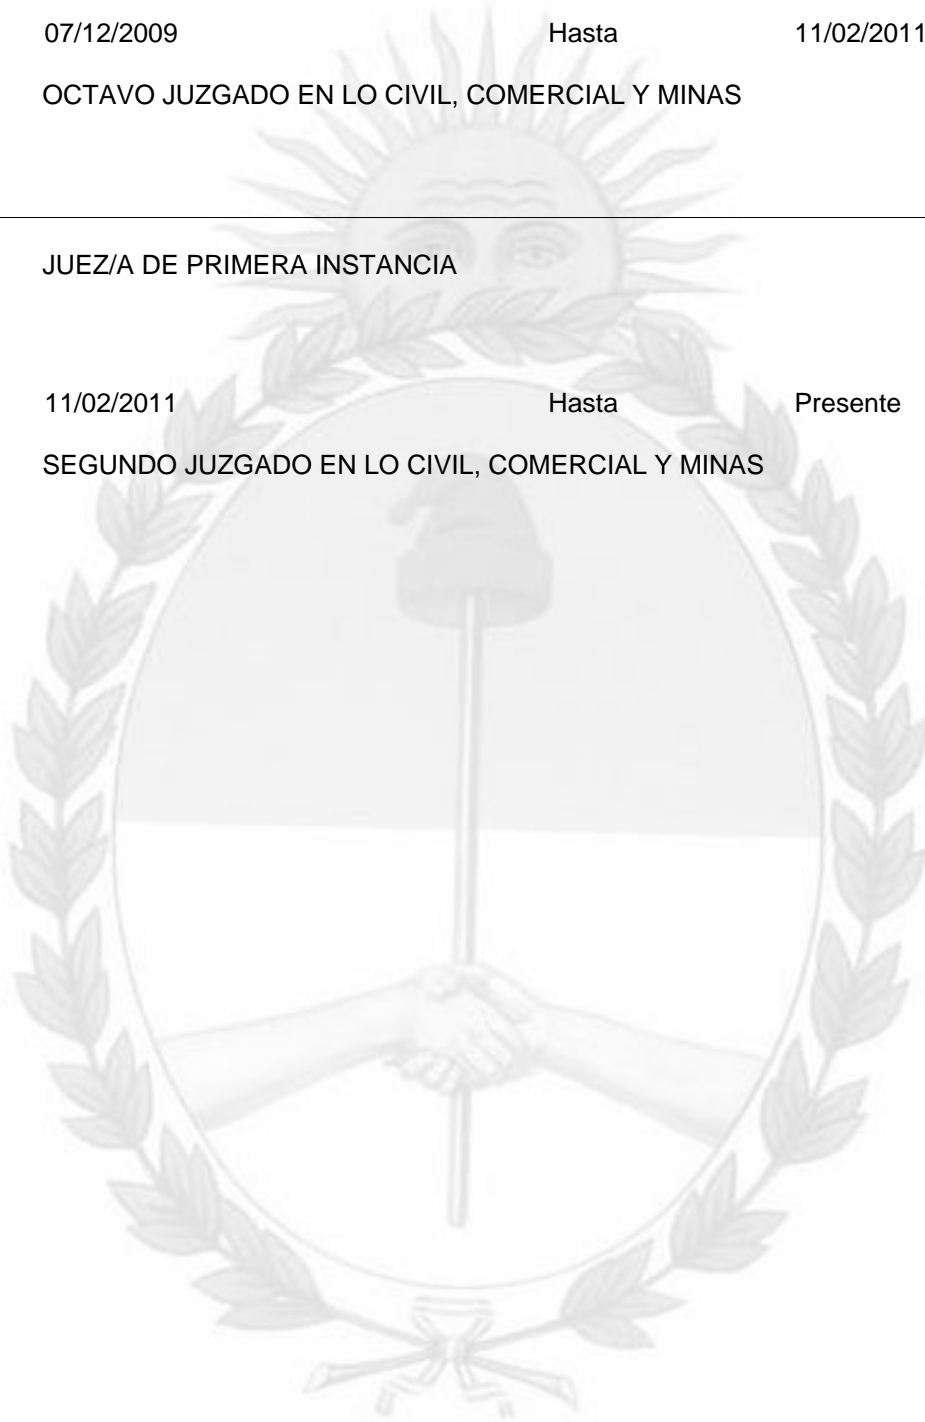 07/12/2009 Hasta 11/02/2011
OCTAVO JUZGADO EN LO CIVIL, COMERCIAL Y MINAS
JUEZ/A DE PRIMERA INSTANCIA
11/02/2011 Hasta Presente
SEGUNDO JUZGADO EN LO CIVIL, COMERCIAL Y MINAS